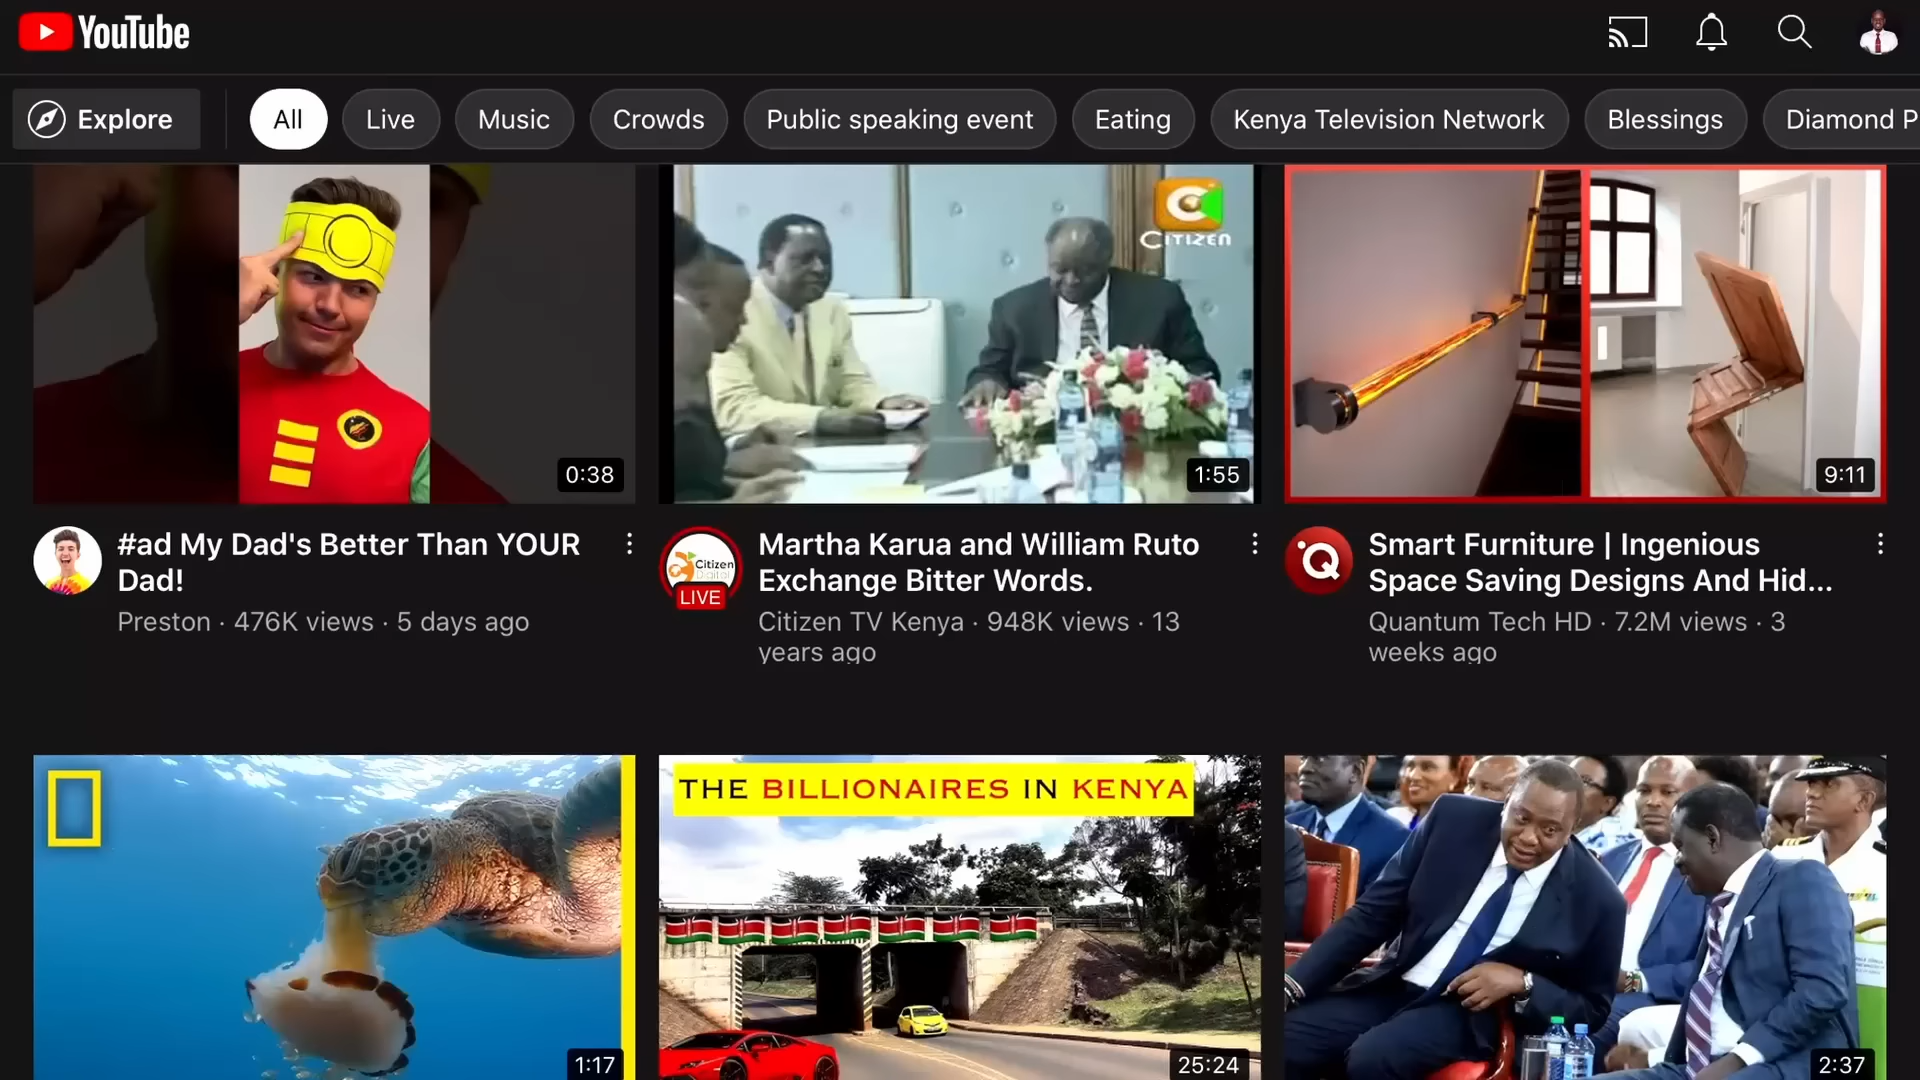 YouTube
Explore
All
Live
Music
Crowds
Public speaking event
Eating
Kenya Television Network
Blessings
Diamond P
CITIZEN
0:38
1:55
9:11
#ad My Dad's Better Than YOUR
Dad!
Preston · 476K views · 5 days ago
Citizen
Digital
LIVE
Martha Karua and William Ruto
Exchange Bitter Words.
Citizen TV Kenya · 948K views · 13
years ago
Q
Smart Furniture | Ingenious
Space Saving Designs And Hid...
Quantum Tech HD · 7.2M views · 3
weeks ago
THE BILLIONAIRES IN KENYA
1:17
25:24
2:37